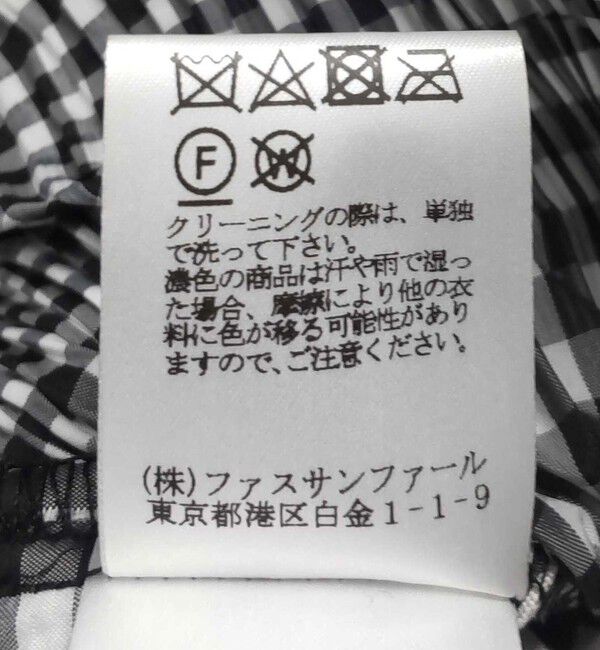 F W
クリーニングの際は、単独
で洗って下さい。
濃色の商品は汗や雨で湿っ
た場合、摩擦により他の衣
料に色が移る可能性があり
ますので、ご注意ください。
(株)ファスサンファール
東京都港区白金1-1-9